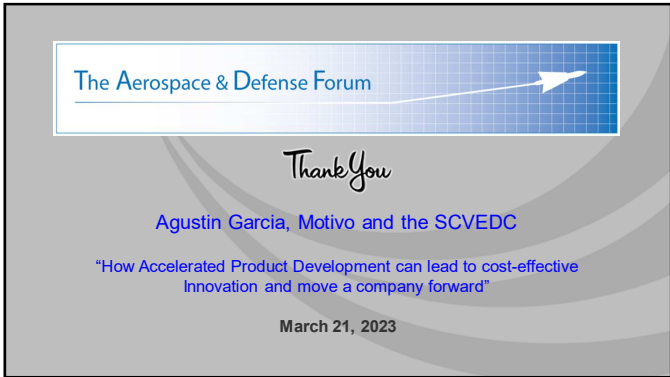 The Aerospace & Defense Forum
Thank You
Agustin Garcia, Motivo and the SCVEDC
“How Accelerated Product Development can lead to cost-effective
Innovation and move a company forward”
March 21, 2023